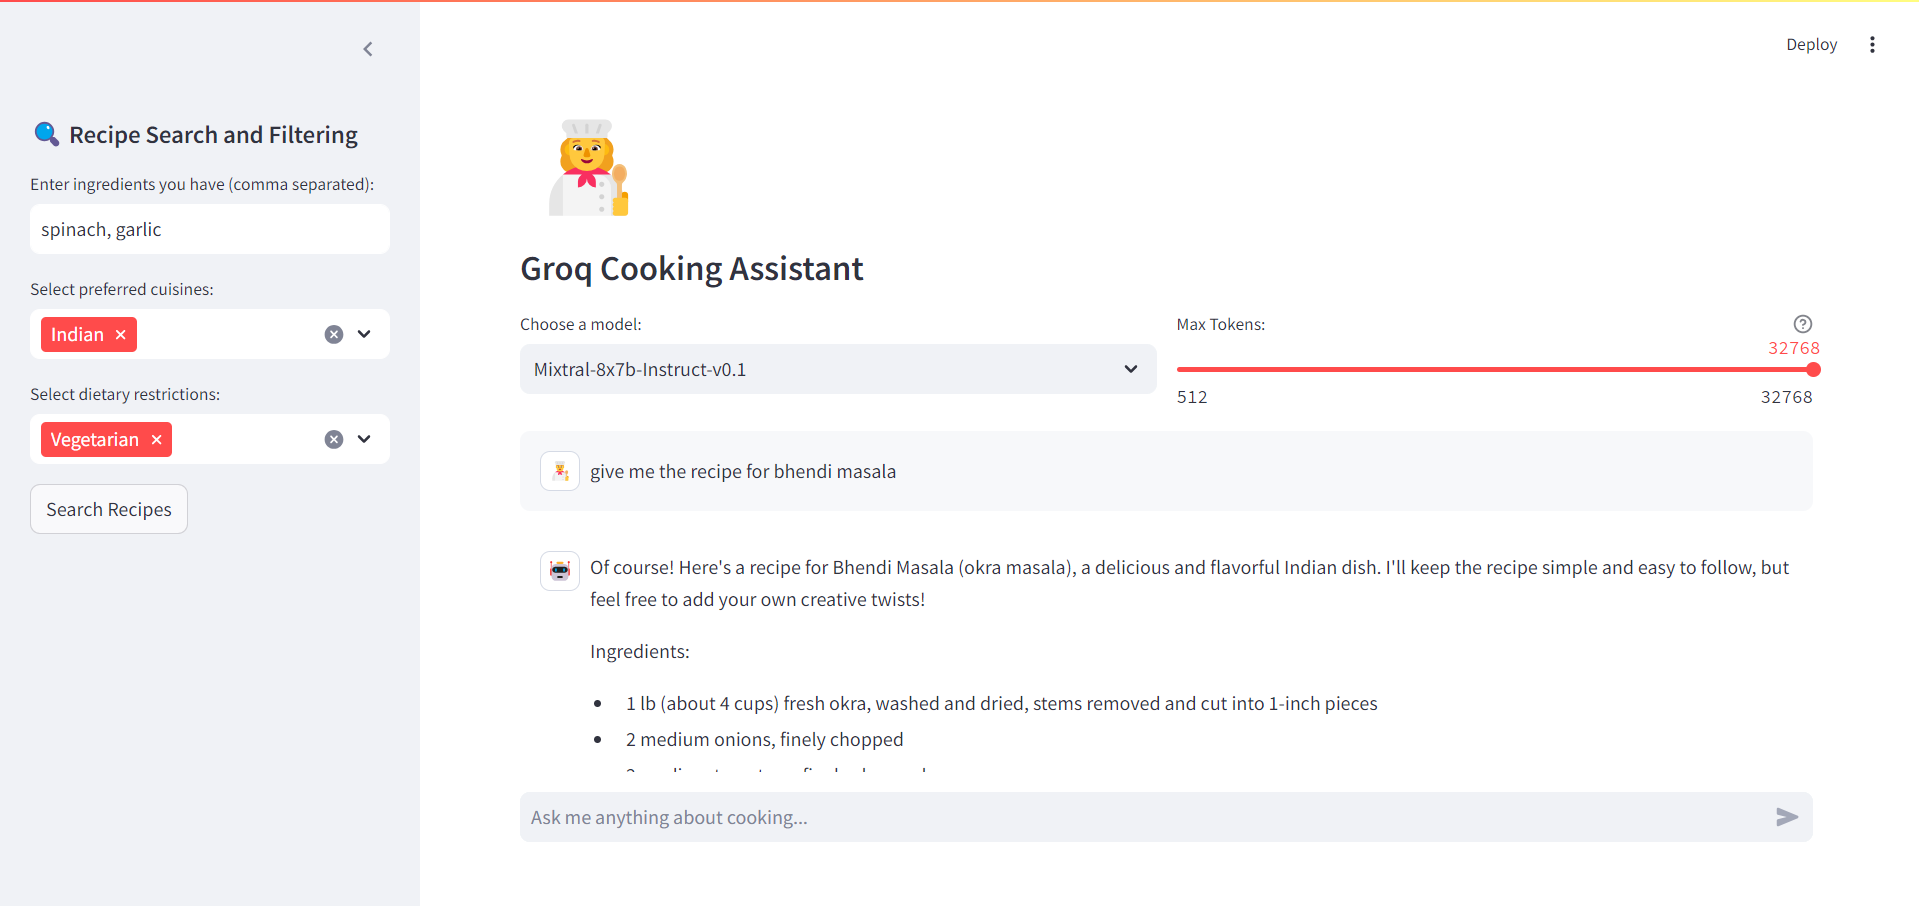 Deploy
Recipe Search and Filtering
Enter ingredients you have (comma separated):
spinach, garlic
Select preferred cuisines:
Indian
Select dietary restrictions:
Vegetarian
Search Recipes
Groq Cooking Assistant
Choose a model:
Mixtral-8x7b-Instruct-v0.1
Max Tokens:
32768
512
32768
give me the recipe for bhendi masala
Of course! Here's a recipe for Bhendi Masala (okra masala), a delicious and flavorful Indian dish. I'll keep the recipe simple and easy to follow, but
feel free to add your own creative twists!
Ingredients:
• 1 lb (about 4 cups) fresh okra, washed and dried, stems removed and cut into 1-inch pieces
• 2 medium onions, finely chopped
Ask me anything about cooking...